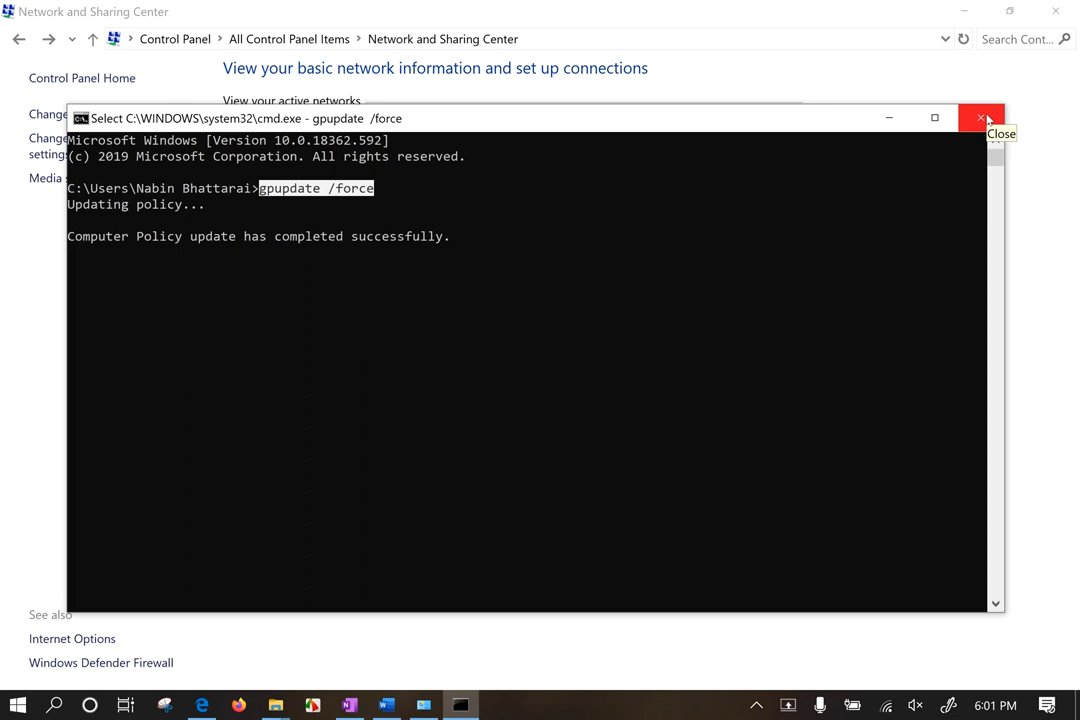 Network and Sharing Center
Control Panel > All Control Panel Items > Network and Sharing Center
Search Cont...
Control Panel Home
View your basic network information and set up connections
View your active networks
Change
Change
settings
Media s
Select C:\WINDOWS\system32\cmd.exe - gpupdate /force
Close
Microsoft Windows [Version 10.0.18362.592]
(c) 2019 Microsoft Corporation. All rights reserved.
C:\Users\Nabin Bhattarai>gpupdate /force
Updating policy...
Computer Policy update has completed successfully.
See also
Internet Options
Windows Defender Firewall
6:01 PM